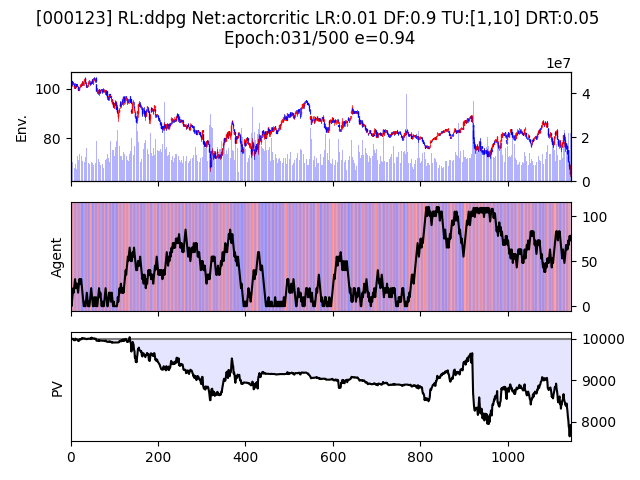 [000123] RL:ddpg Net:actorcritic LR:0.01 DF:0.9 TU:[1,10] DRT:0.05
Epoch:031/500 e=0.94
1e7
Env.
100
80
4
2
0
Agent
100
50
0
PV
10000
9000
8000
0 200 400 600 800 1000